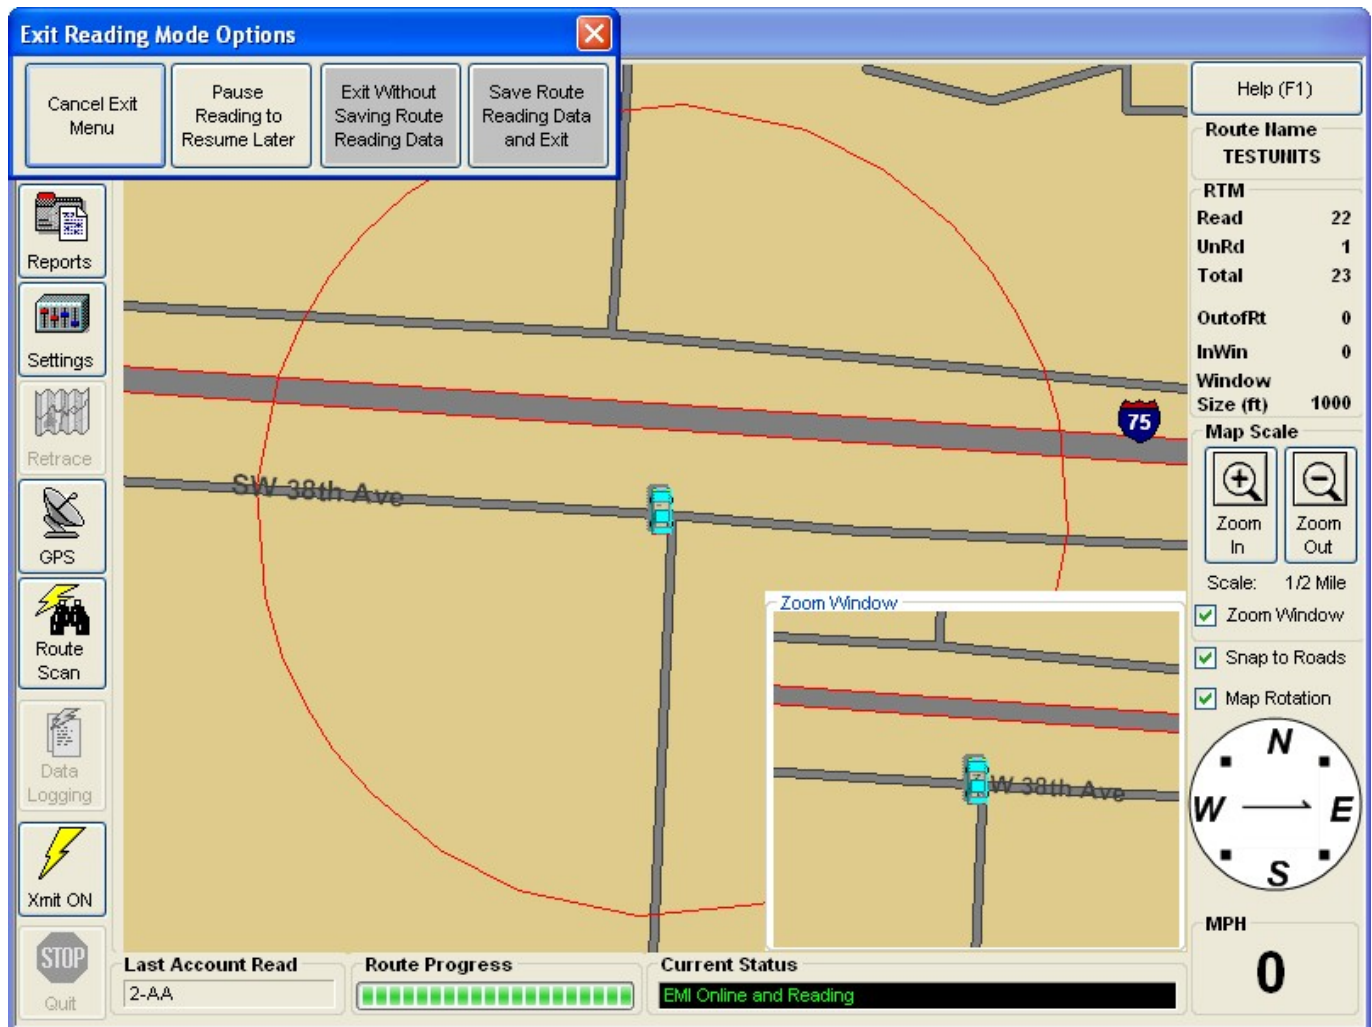 Exit Reading Mode Options
Cancel Exit
Menu
Pause
Reading to
Resume Later
Exit Without
Saving Route
Reading Data
Save Route
Reading Data
and Exit
Reports
Settings
Retrace
GPS
Route
Scan
Data
Logging
Xmit ON
STOP
Quit
75
SW 38th Ave
Zoom Window
W 38th Ave
Help (F1)
Route Name
TESTUNITS
RTM
Read 22
UnRd 1
Total 23
OutofRt 0
InWin 0
Window
Size (ft) 1000
Map Scale
Zoom
In
Zoom
Out
Scale: 1/2 Mile
Zoom Window
Snap to Roads
Map Rotation
N
W E
S
MPH
0
Last Account Read
2-AA
Route Progress
Current Status
EMI Online and Reading